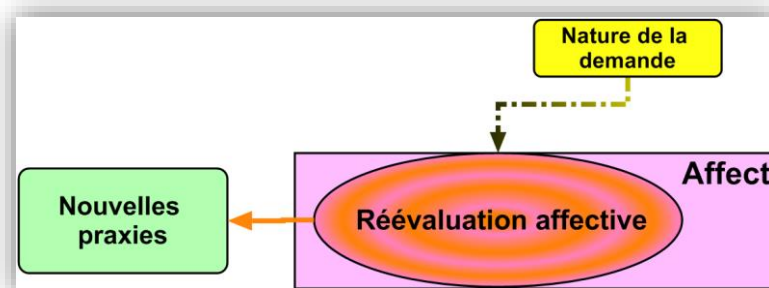 Nature de la
demande
Affect
Nouvelles
praxies
Réévaluation affective